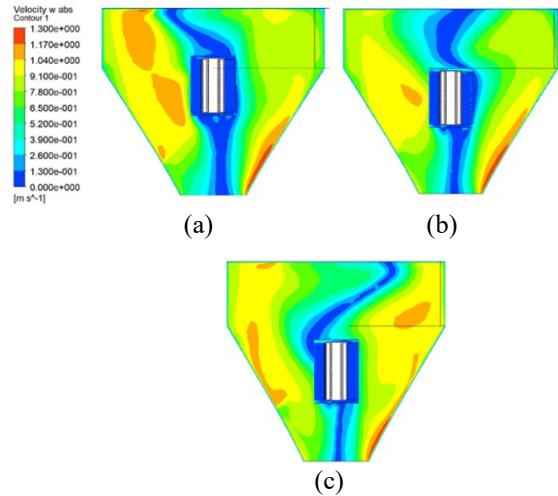 Velocity w abs
Contour 1
1.300e+000
1.170e+000
1.040e+000
9.100e-001
7.800e-001
6.500e-001
5.200e-001
3.900e-001
2.600e-001
1.300e-001
0.000e+000
[m s^-1]
(a)
(b)
(c)